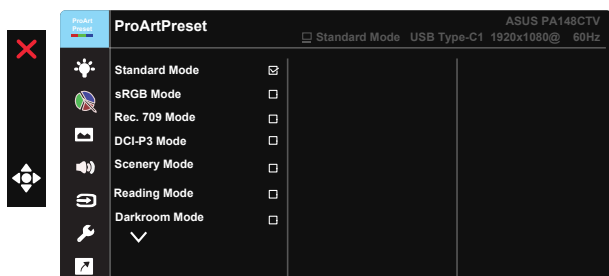 ProArt
Preset
ProArtPreset
ASUS PA148CTV
Standard Mode USB Type-C1 1920x1080@ 60Hz
Standard Mode
sRGB Mode
Rec. 709 Mode
DCI-P3 Mode
Scenery Mode
Reading Mode
Darkroom Mode